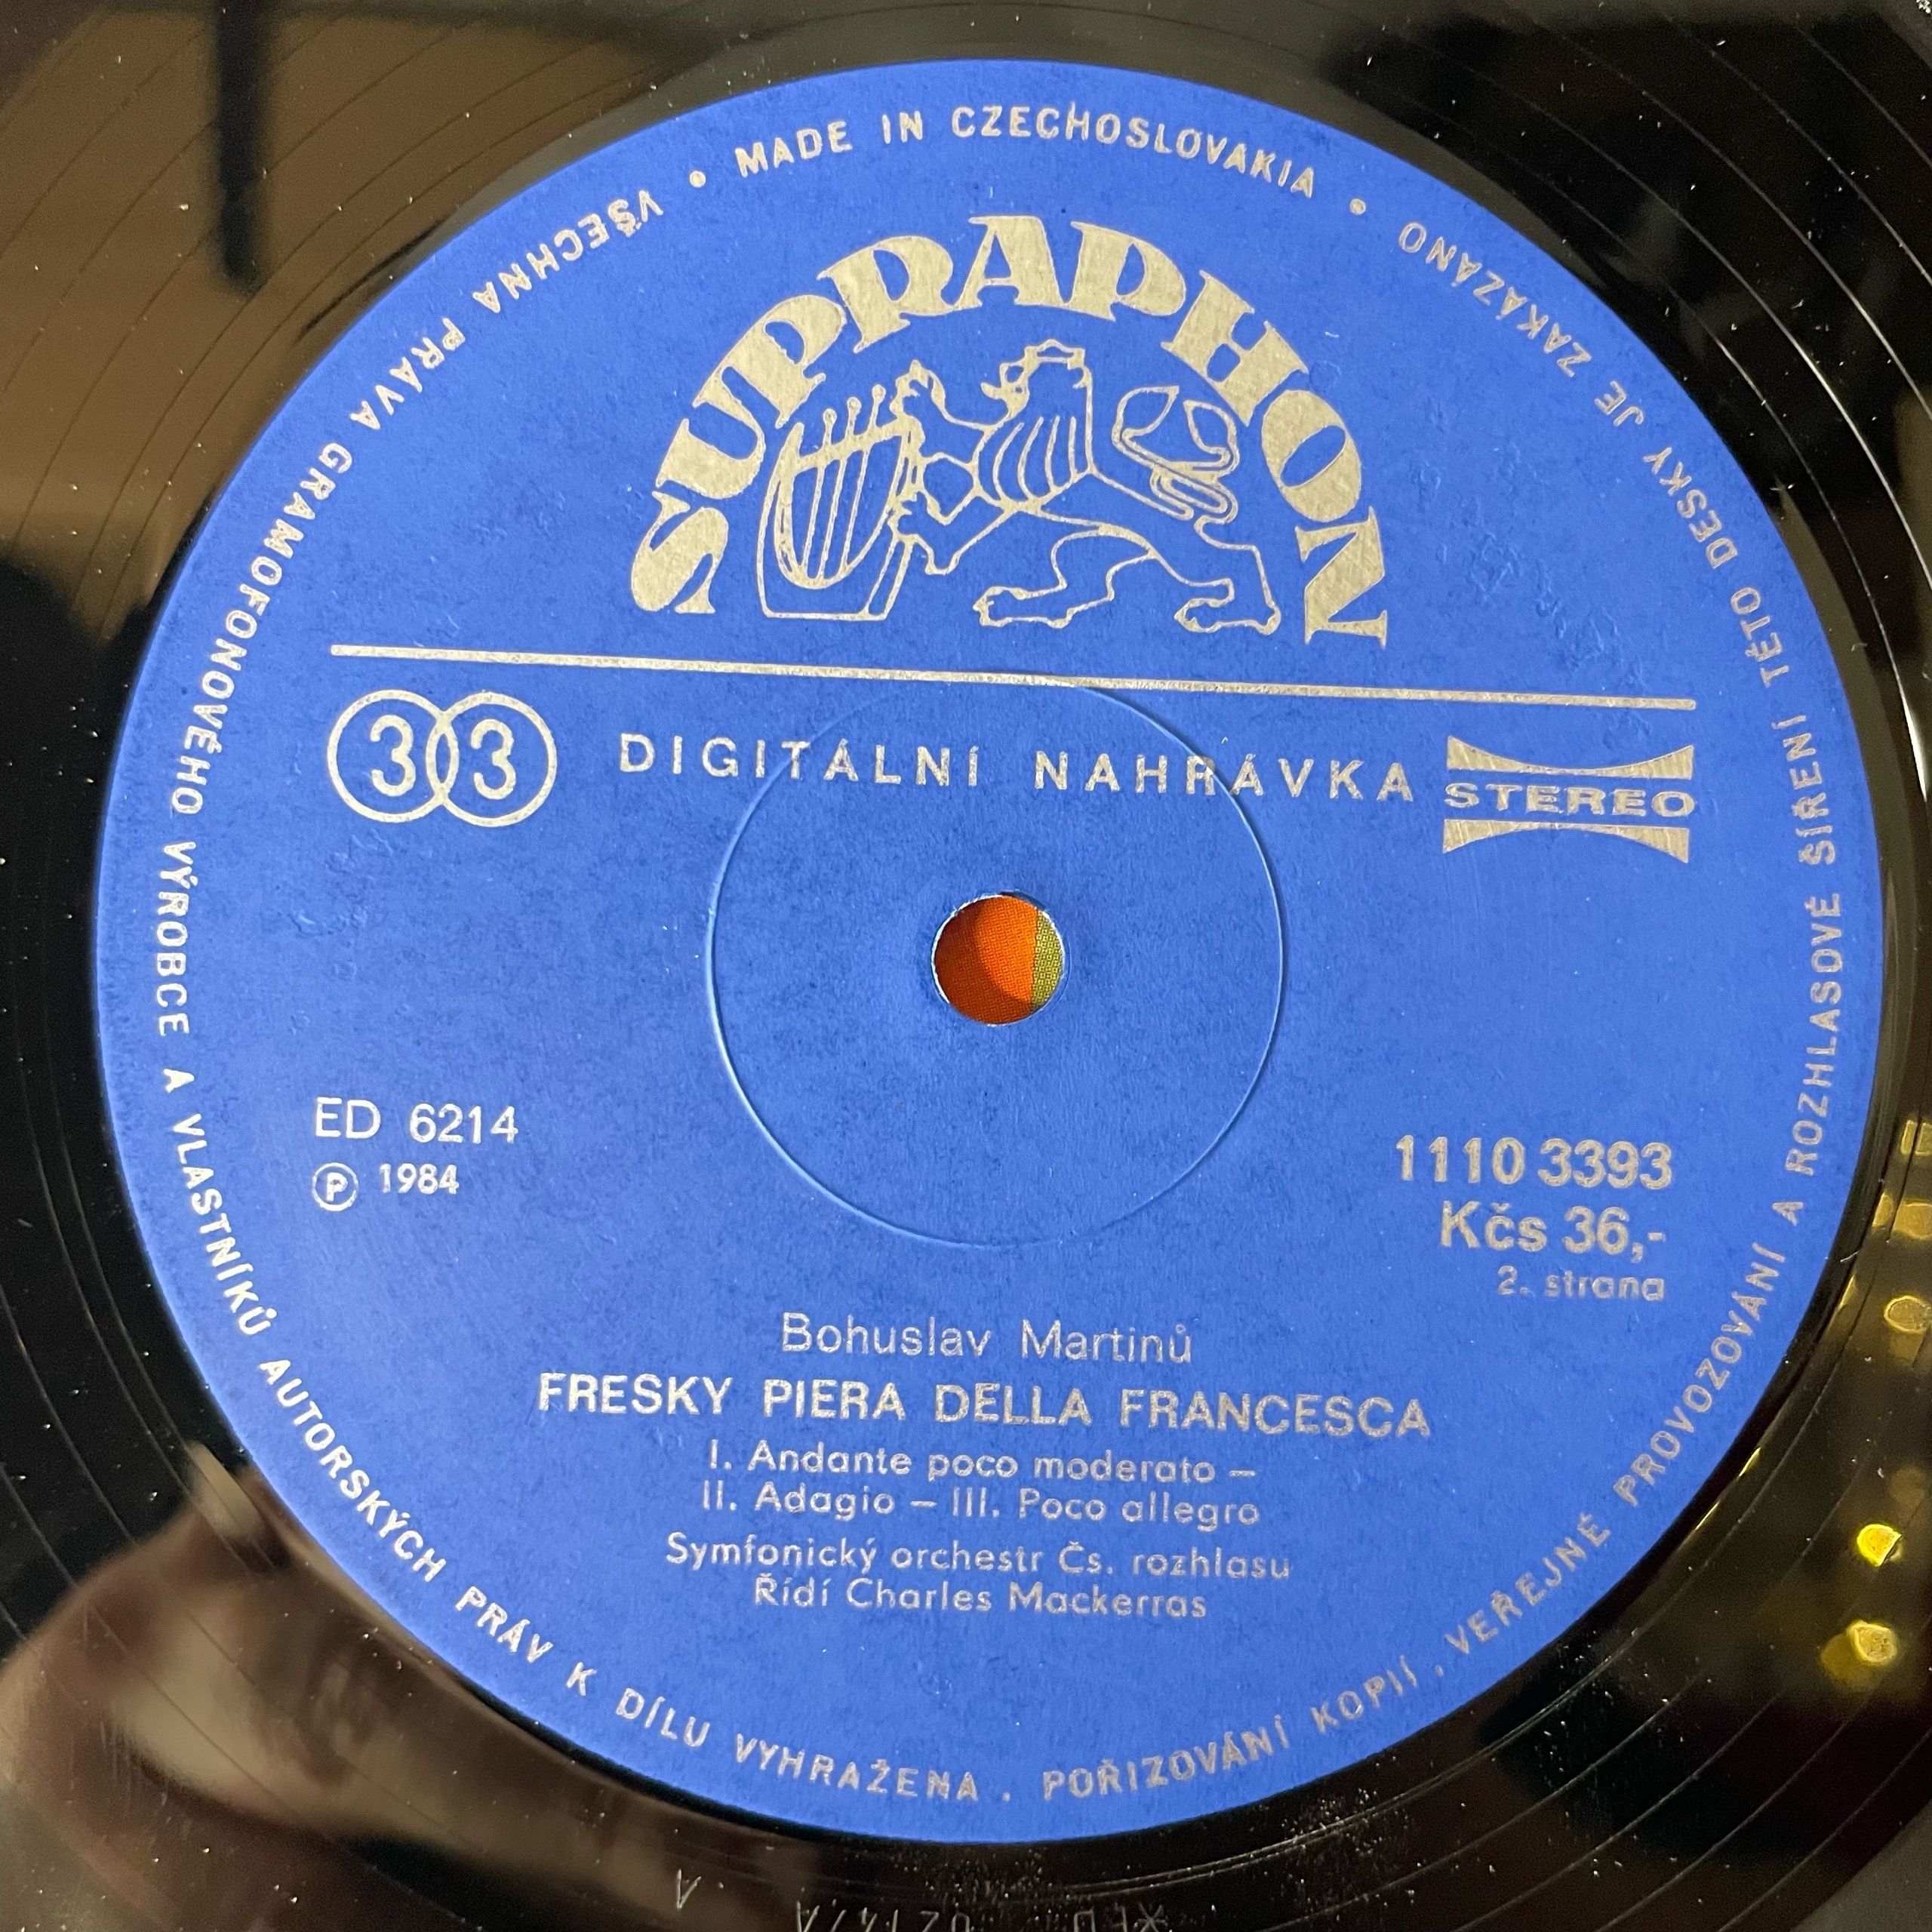 MADE IN CZECHOSLOVAKIA
VŠECHNA PRÁVA GRAMOFONOVÉHO VÝROBCE A VLASTNÍKŮ AUTORSKÝCH PRÁV K DÍLU VYHRAŽENA . POŘIZOVÁNÍ KOPIÍ . VEŘEJNÉ PROVOZOVÁNÍ A ROZHLASOVÉ ŠÍŘENÍ TÉTO DESKY JE ZAKÁZÁNO
SUPRAPHON
33 DIGITÁLNÍ NAHRÁVKA STEREO
ED 6214
Ⓟ 1984
1110 3393
Kčs 36,-
2. strana
Bohuslav Martinů
FRESKY PIERA DELLA FRANCESCA
I. Andante poco moderato –
II. Adagio – III. Poco allegro
Symfonický orchestr Čs. rozhlasu
Řídí Charles Mackerras